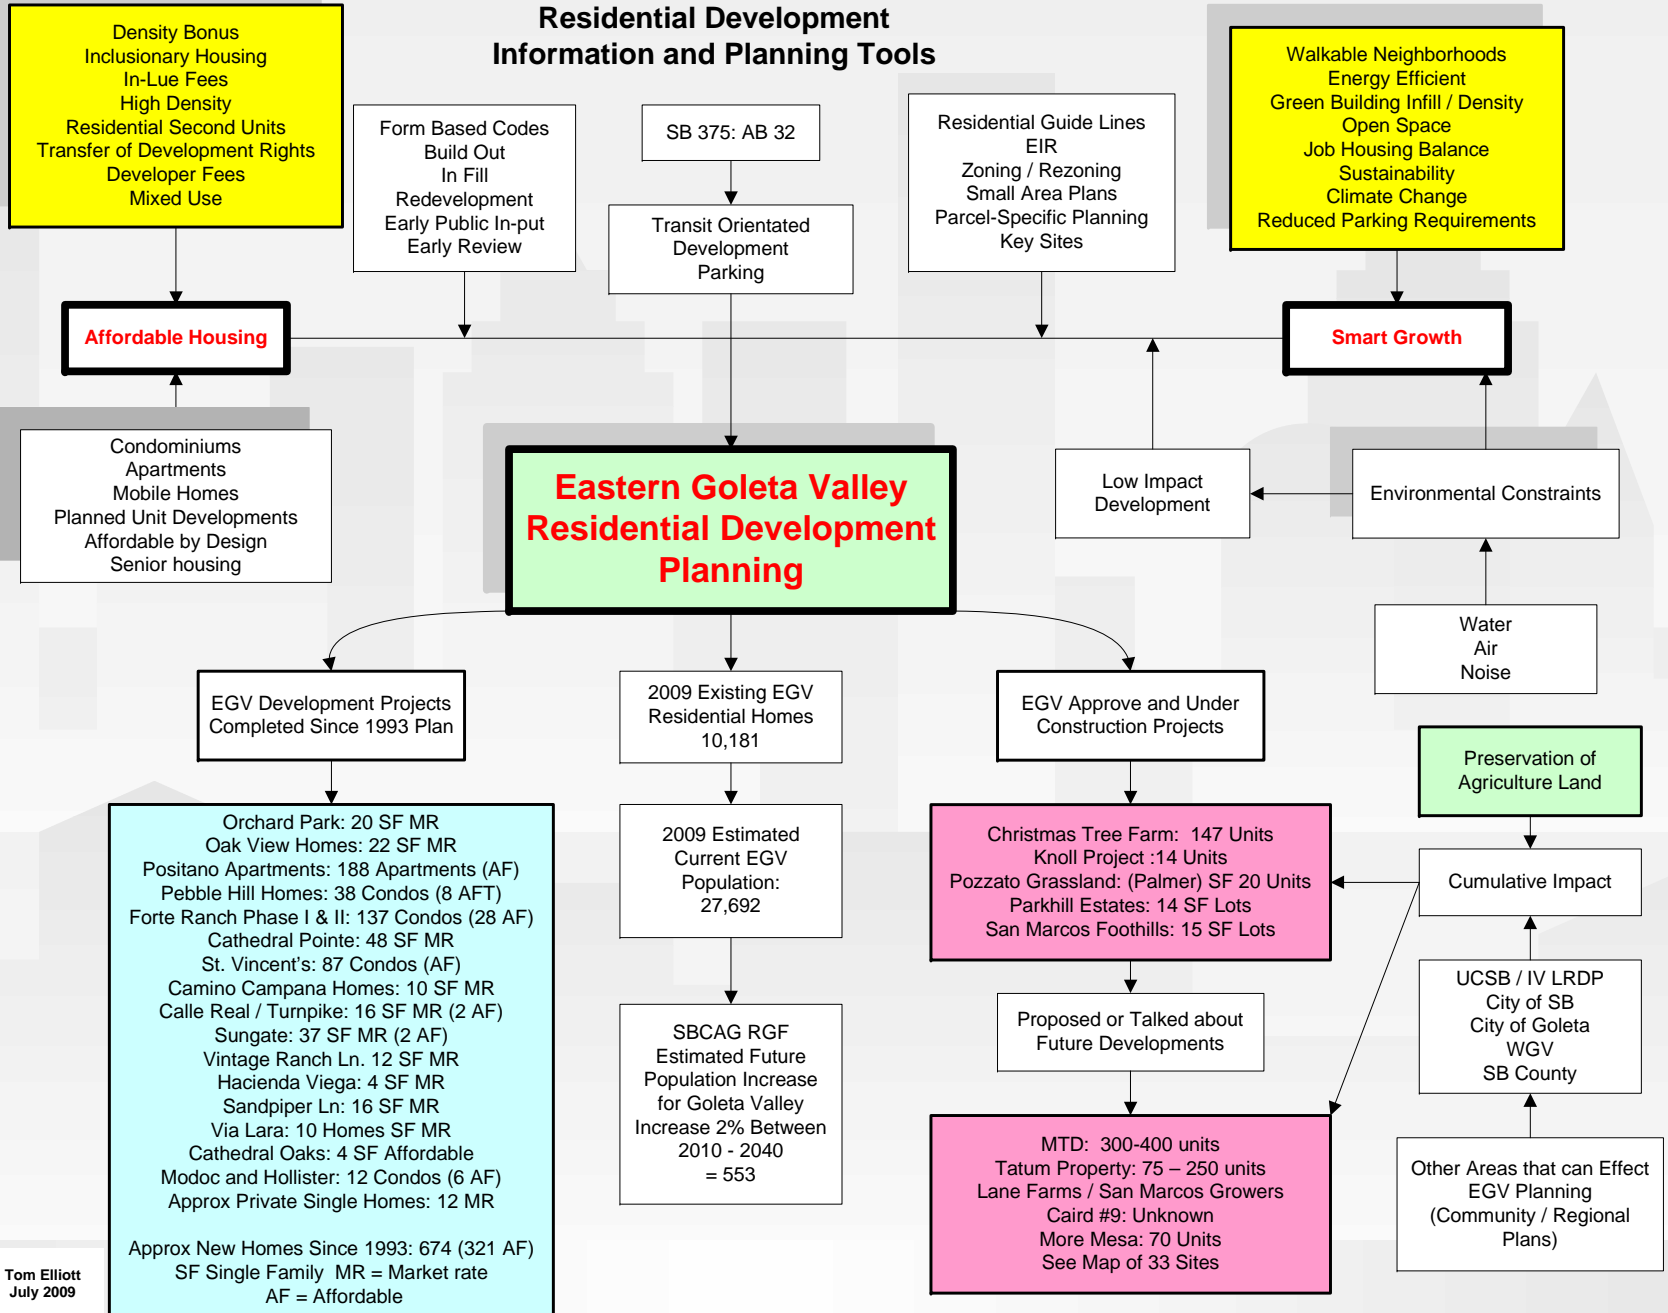 Residential Development
Information and Planning Tools
Density Bonus
Inclusionary Housing
In-Lue Fees
High Density
Residential Second Units
Transfer of Development Rights
Developer Fees
Mixed Use
Form Based Codes
Build Out
In Fill
Redevelopment
Early Public In-put
Early Review
SB 375: AB 32
Transit Orientated
Development
Parking
Residential Guide Lines
EIR
Zoning / Rezoning
Small Area Plans
Parcel-Specific Planning
Key Sites
Walkable Neighborhoods
Energy Efficient
Green Building Infill / Density
Open Space
Job Housing Balance
Sustainability
Climate Change
Reduced Parking Requirements
Affordable Housing
Smart Growth
Condominiums
Apartments
Mobile Homes
Planned Unit Developments
Affordable by Design
Senior housing
Eastern Goleta Valley
Residential Development
Planning
Low Impact
Development
Environmental Constraints
Water
Air
Noise
EGV Development Projects
Completed Since 1993 Plan
2009 Existing EGV
Residential Homes
10,181
EGV Approve and Under
Construction Projects
Preservation of
Agriculture Land
Orchard Park: 20 SF MR
Oak View Homes: 22 SF MR
Positano Apartments: 188 Apartments (AF)
Pebble Hill Homes: 38 Condos (8 AFT)
Forte Ranch Phase I & II: 137 Condos (28 AF)
Cathedral Pointe: 48 SF MR
St. Vincent's: 87 Condos (AF)
Camino Campana Homes: 10 SF MR
Calle Real / Turnpike: 16 SF MR (2 AF)
Sungate: 37 SF MR (2 AF)
Vintage Ranch Ln. 12 SF MR
Hacienda Viega: 4 SF MR
Sandpiper Ln: 16 SF MR
Via Lara: 10 Homes SF MR
Cathedral Oaks: 4 SF Affordable
Modoc and Hollister: 12 Condos (6 AF)
Approx Private Single Homes: 12 MR
Approx New Homes Since 1993: 674 (321 AF)
SF Single Family MR = Market rate
AF = Affordable
2009 Estimated
Current EGV
Population:
27,692
SBCAG RGF
Estimated Future
Population Increase
for Goleta Valley
Increase 2% Between
2010 - 2040
= 553
Christmas Tree Farm: 147 Units
Knoll Project :14 Units
Pozzato Grassland: (Palmer) SF 20 Units
Parkhill Estates: 14 SF Lots
San Marcos Foothills: 15 SF Lots
Proposed or Talked about
Future Developments
MTD: 300-400 units
Tatum Property: 75 – 250 units
Lane Farms / San Marcos Growers
Caird #9: Unknown
More Mesa: 70 Units
See Map of 33 Sites
Cumulative Impact
UCSB / IV LRDP
City of SB
City of Goleta
WGV
SB County
Other Areas that can Effect
EGV Planning
(Community / Regional
Plans)
Tom Elliott
July 2009